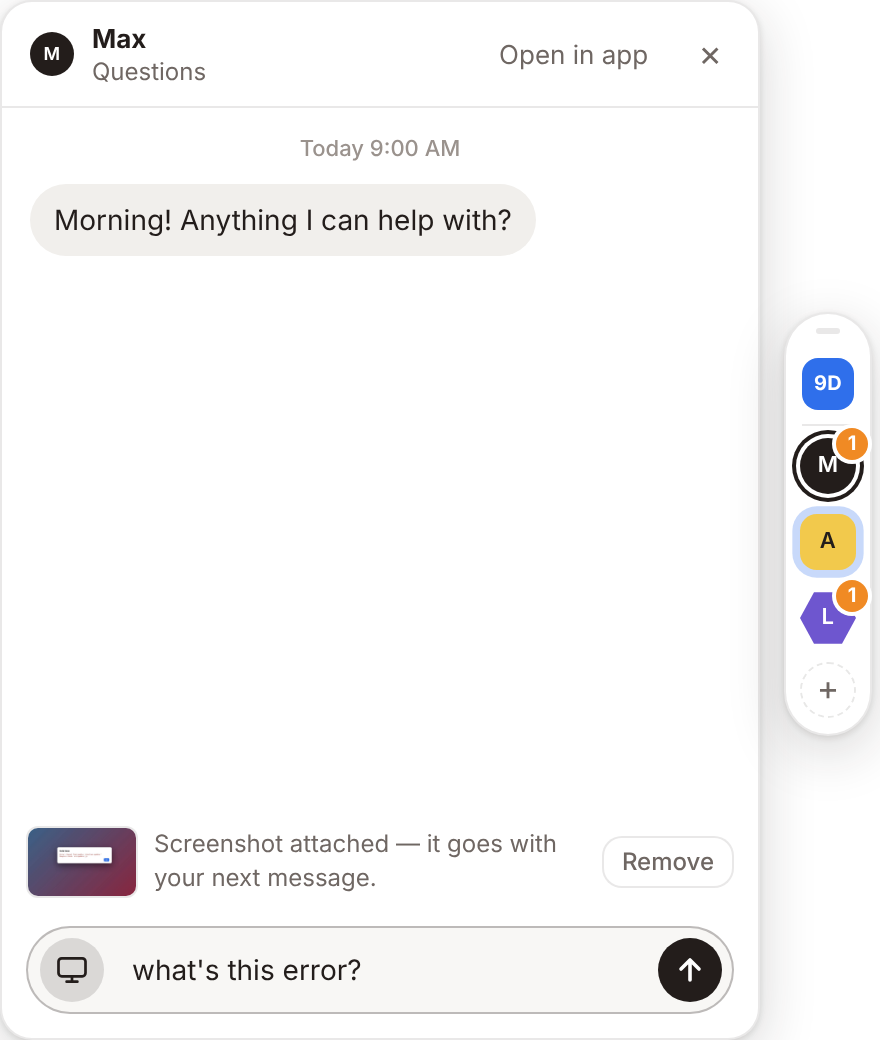 M
Max
Questions
Open in app
Today 9:00 AM
Morning! Anything I can help with?
9D
M
1
A
L
1
Screenshot attached — it goes with
your next message.
Remove
what's this error?